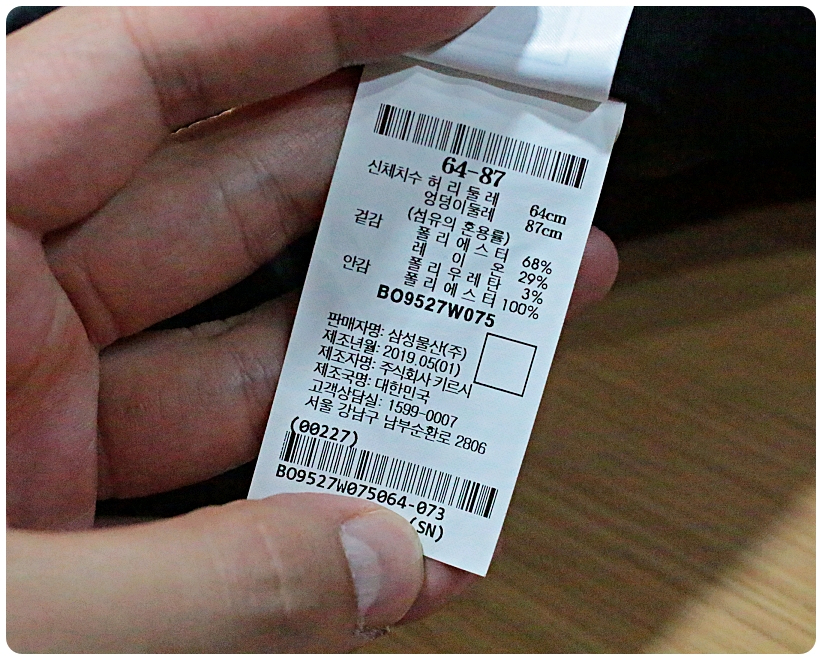 64-87
신체치수 허리둘레 64cm
엉덩이둘레 87cm
(섬유의 혼용률)
겉감 폴리에스터 68%
레이온 29%
폴리우레탄 3%
안감 폴리에스터 100%
BO9527W075
판매자명: 삼성물산(주)
제조년월: 2019.05(01)
제조자명: 주식회사 키르시
제조국명: 대한민국
고객상담실: 1599-0007
서울 강남구 남부순환로 2806
(00227)
BO9527W075064-073
(SN)